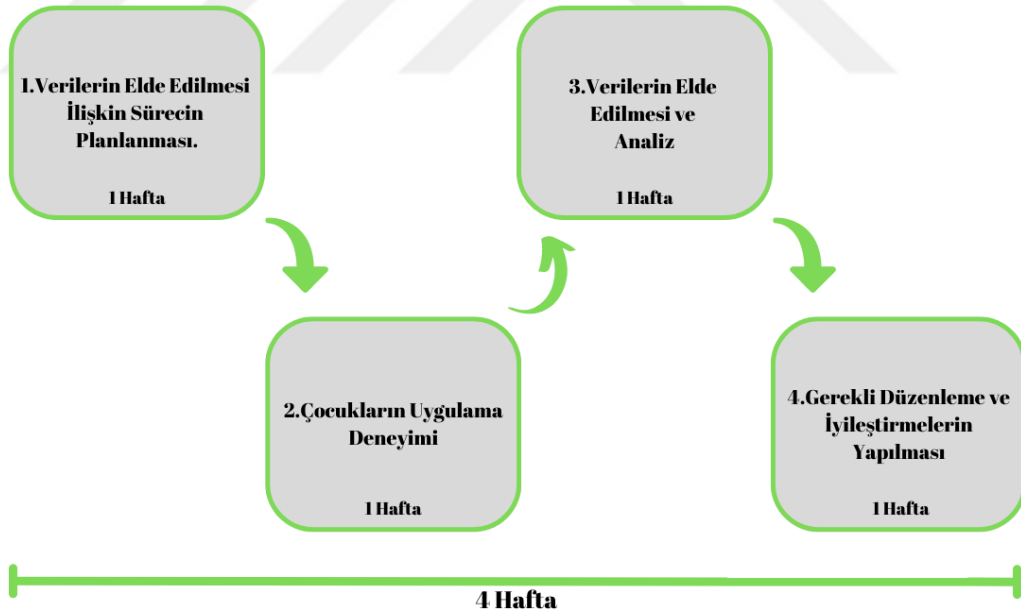 1.Verilerin Elde Edilmesi
İlişkin Sürecin
Planlanması.
1 Hafta
2.Çocukların Uygulama
Deneyimi
1 Hafta
3.Verilerin Elde
Edilmesi ve
Analiz
1 Hafta
4.Gerekli Düzenleme ve
İyileştirmelerin
Yapılması
1 Hafta
4 Hafta